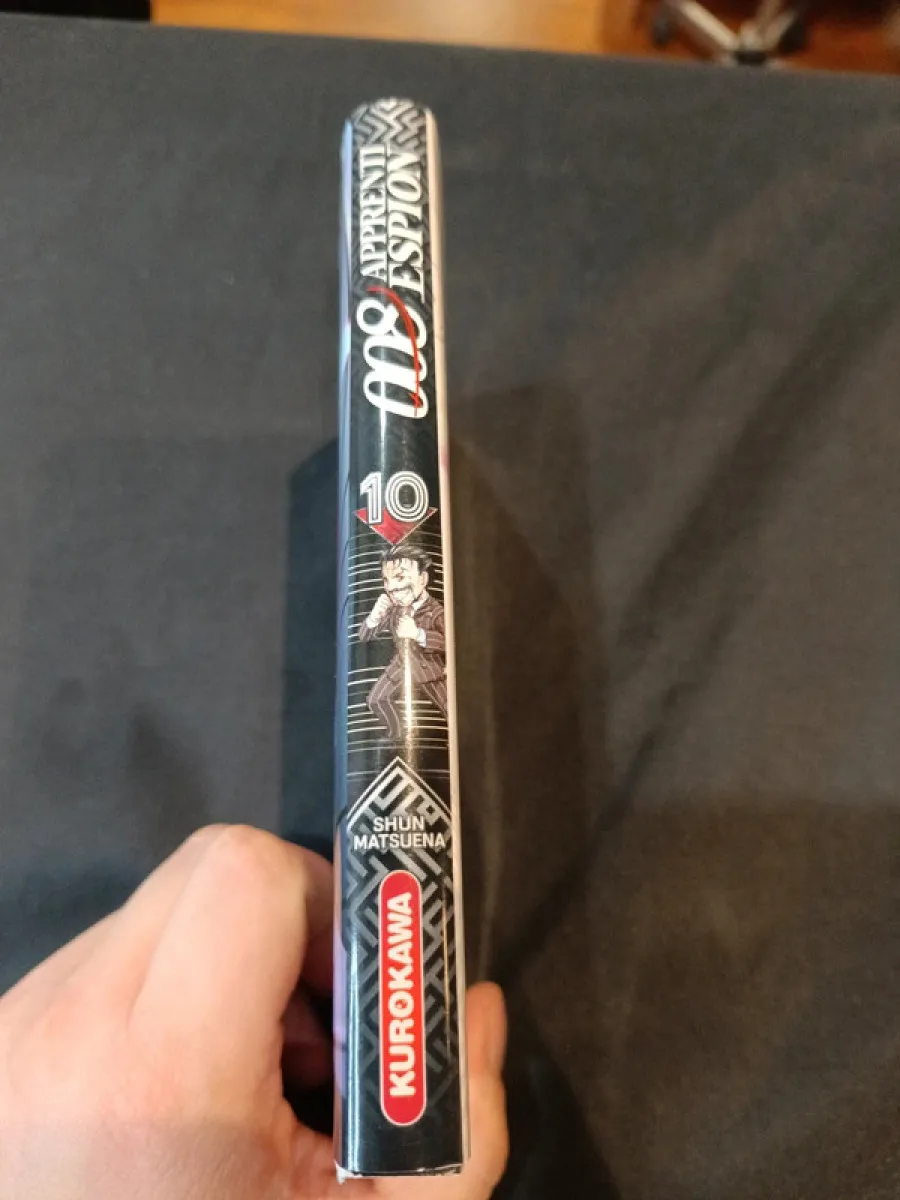 008 APPRENTI
ESPION
10
SHUN
MATSUENA
KUROKAWA